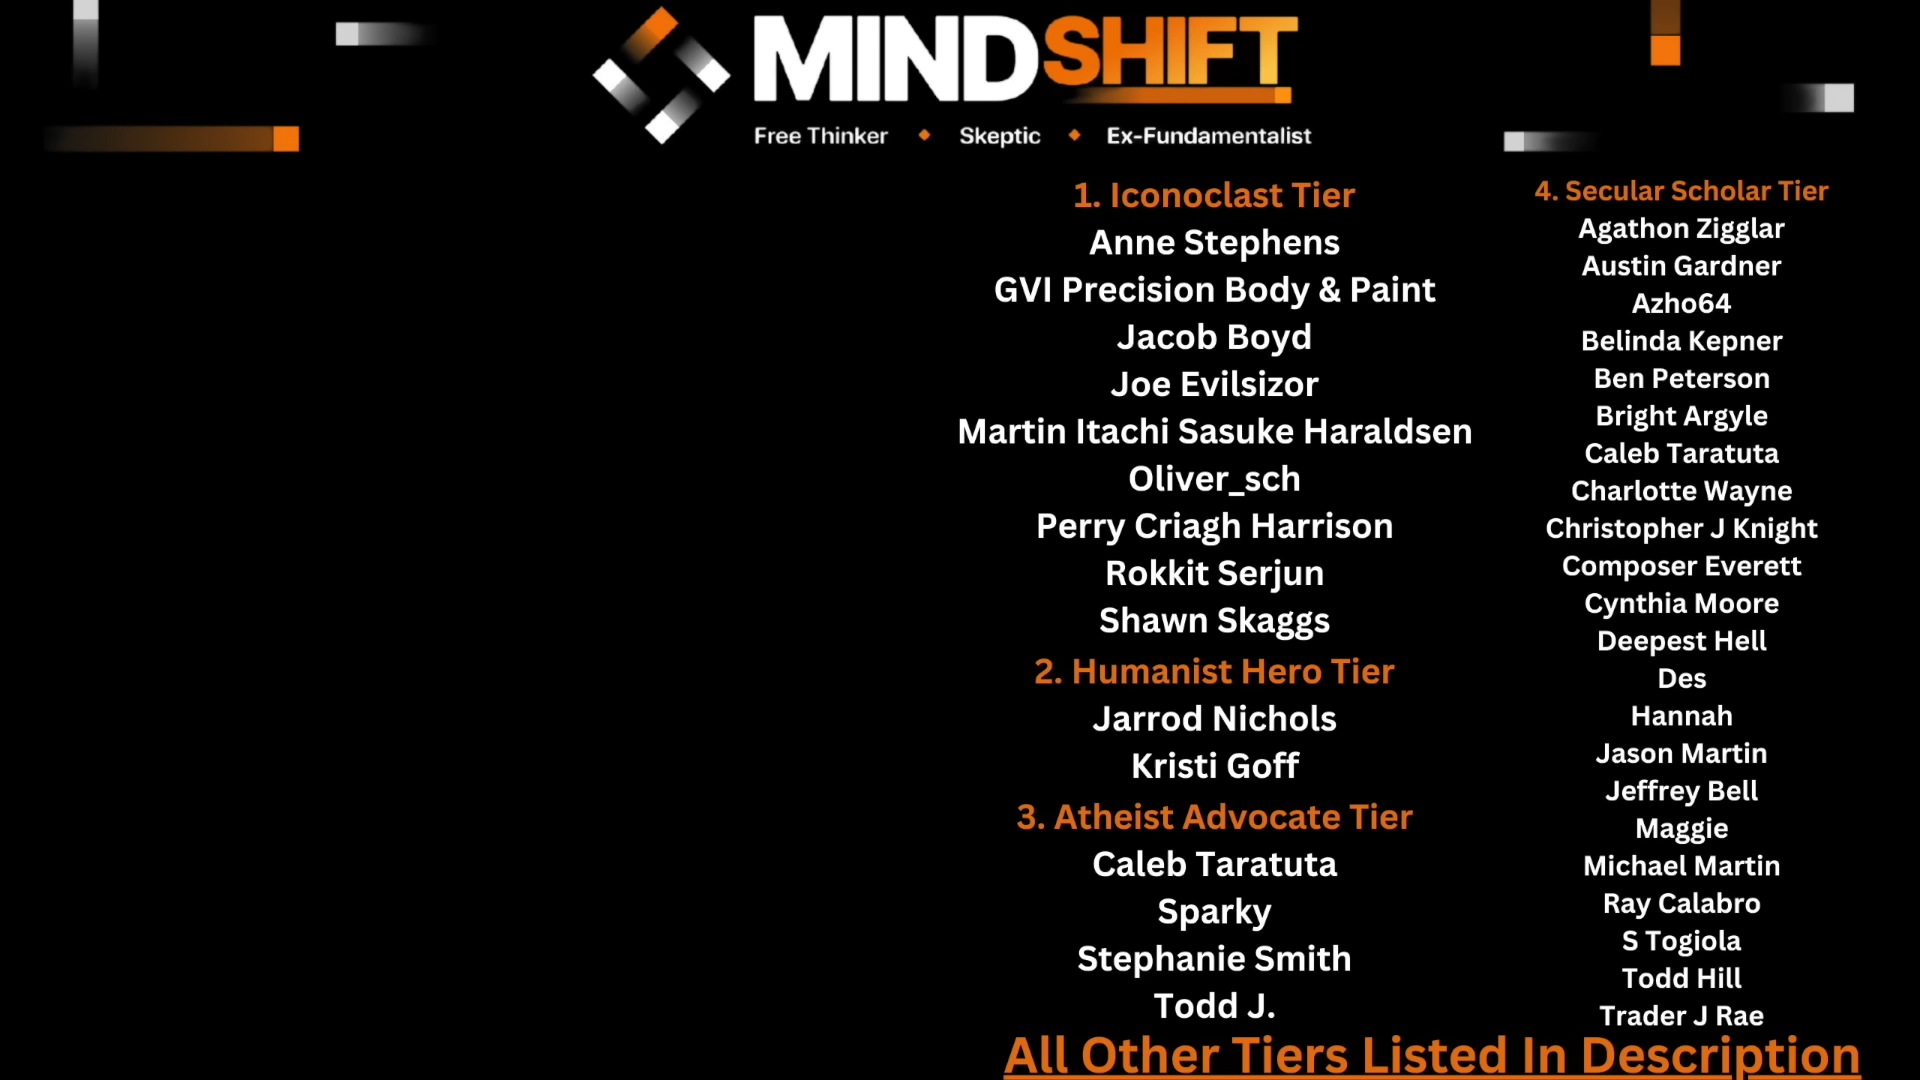 MINDSHIFT
Free Thinker ◆ Skeptic ◆ Ex-Fundamentalist
1. Iconoclast Tier
Anne Stephens
GVI Precision Body & Paint
Jacob Boyd
Joe Evilsizor
Martin Itachi Sasuke Haraldsen
Oliver_sch
Perry Criagh Harrison
Rokkit Serjun
Shawn Skaggs
2. Humanist Hero Tier
Jarrod Nichols
Kristi Goff
3. Atheist Advocate Tier
Caleb Taratuta
Sparky
Stephanie Smith
Todd J.
4. Secular Scholar Tier
Agathon Zigglar
Austin Gardner
Azho64
Belinda Kepner
Ben Peterson
Bright Argyle
Caleb Taratuta
Charlotte Wayne
Christopher J Knight
Composer Everett
Cynthia Moore
Deepest Hell
Des
Hannah
Jason Martin
Jeffrey Bell
Maggie
Michael Martin
Ray Calabro
S Togiola
Todd Hill
Trader J Rae
All Other Tiers Listed In Description